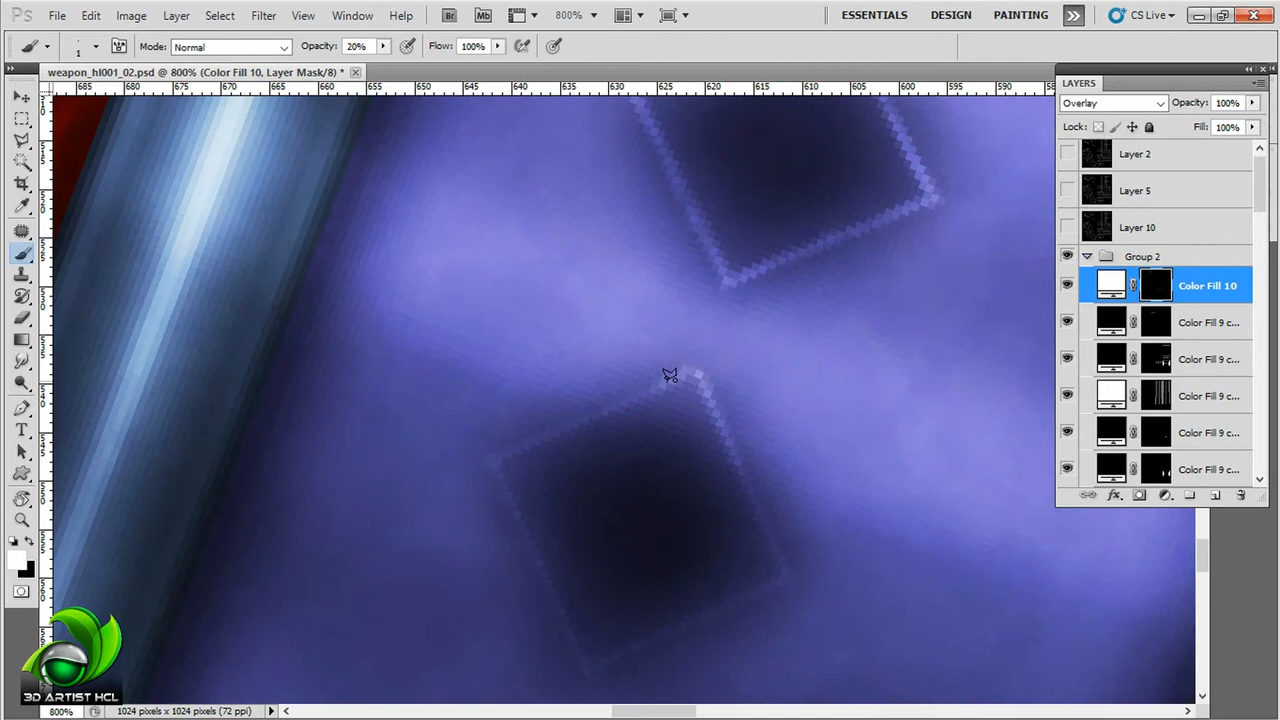 Ps File Edit Image Layer Select Filter View Window Help Br Mb 800% ESSENTIALS DESIGN PAINTING CS Live
1 Mode: Normal Opacity: 20% Flow: 100%
weapon_hl001_02.psd @ 800% (Color Fill 10, Layer Mask/8) *
685 680 675 670 665 660 655 650 645 640 635 630 625 620 615 610 605 600 595
LAYERS
Overlay Opacity: 100%
Lock: Fill: 100%
Layer 2
Layer 5
Layer 10
Group 2
Color Fill 10
Color Fill 9 c...
Color Fill 9 c...
Color Fill 9 c...
Color Fill 9 c...
Color Fill 9 c...
fx
T
3D ARTIST HCL
800% 1024 pixels x 1024 pixels (72 ppi)